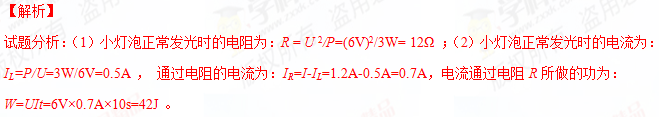 【解析】
试题分析：（1）小灯泡正常发光时的电阻为：R = U ²/P=(6V)²/3W= 12Ω ；（2）小灯泡正常发光时的电流为：
I_L=P/U=3W/6V=0.5A ， 通过电阻的电流为：I_R=I-I_L=1.2A-0.5A=0.7A，电流通过电阻 R 所做的功为：
W=UIt=6V×0.7A×10s=42J 。